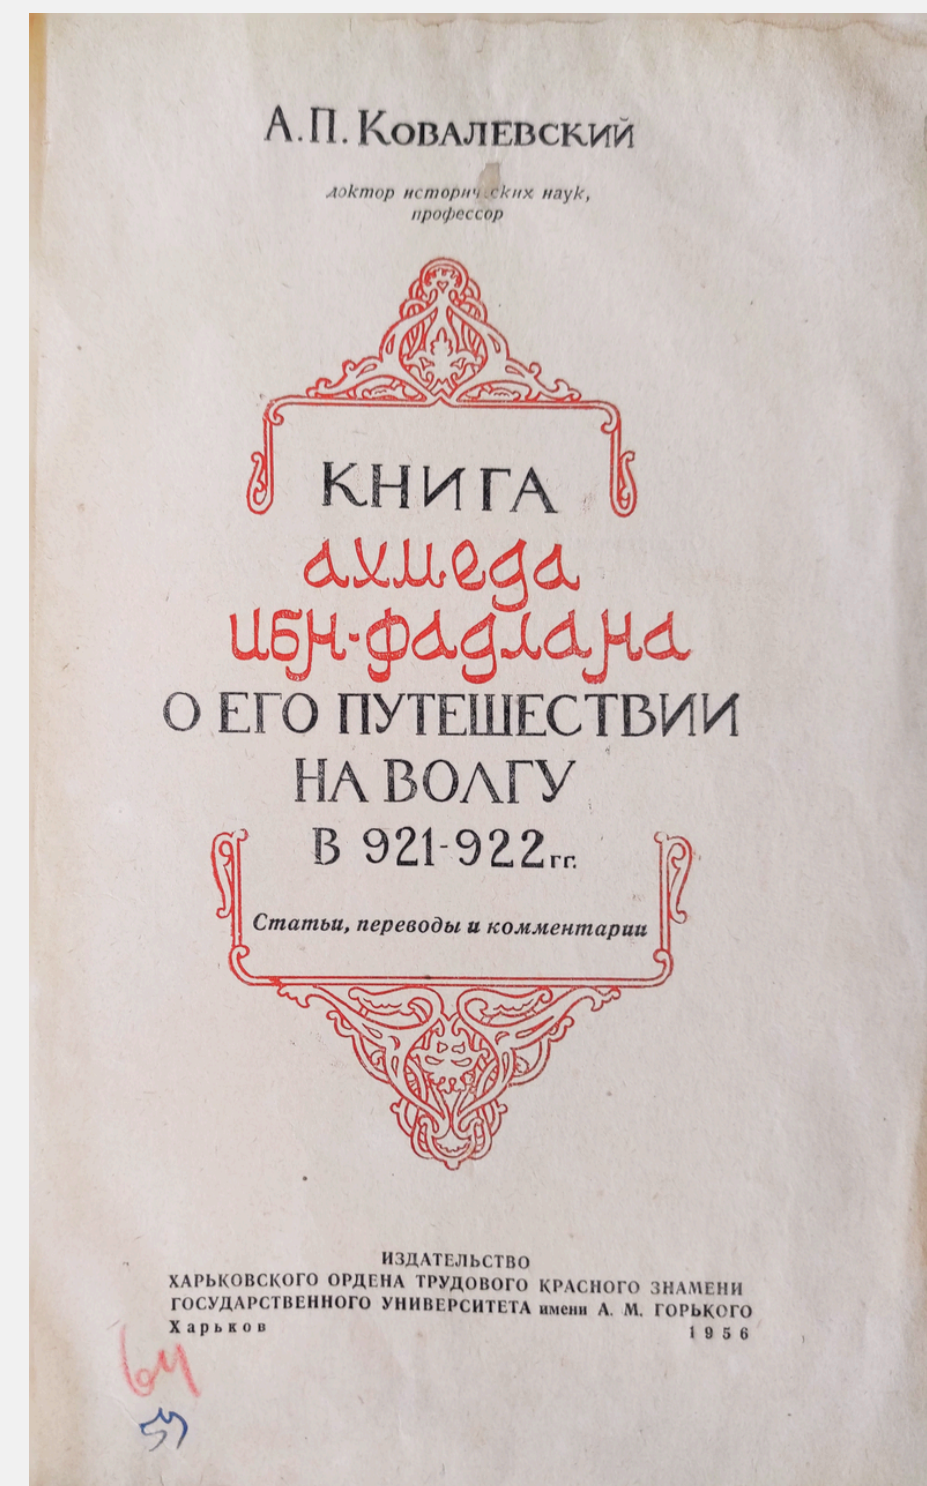 А. П. КОВАЛЕВСКИЙ
доктор исторических наук,
профессор
КНИГА
ахмеда
ибн-фадлана
О ЕГО ПУТЕШЕСТВИИ
НА ВОЛГУ
В 921-922 гг.
Статьи, переводы и комментарии
ИЗДАТЕЛЬСТВО
ХАРЬКОВСКОГО ОРДЕНА ТРУДОВОГО КРАСНОГО ЗНАМЕНИ
ГОСУДАРСТВЕННОГО УНИВЕРСИТЕТА имени А. М. ГОРЬКОГО
Харьков 1956